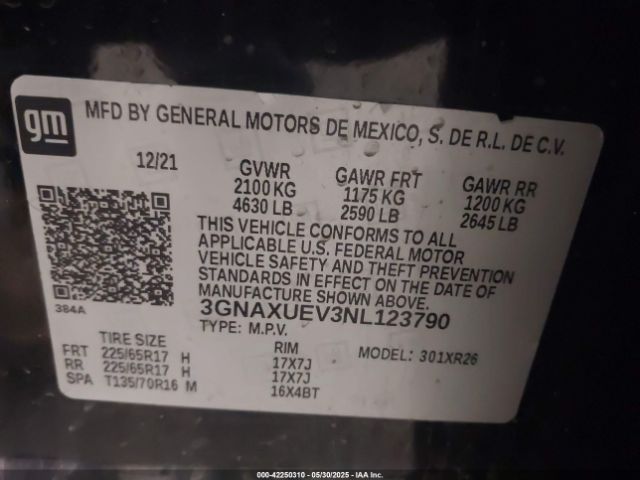 gm
MFD BY GENERAL MOTORS DE MEXICO, S. DE R.L. DE C.V.
12/21
GVWR
2100 KG
4630 LB
GAWR FRT
1175 KG
2590 LB
GAWR RR
1200 KG
2645 LB
THIS VEHICLE CONFORMS TO ALL
APPLICABLE U.S. FEDERAL MOTOR
VEHICLE SAFETY AND THEFT PREVENTION
STANDARDS IN EFFECT ON THE DATE OF
MANUFACTURE SHOWN ABOVE.
384A
3GNAXUEV3NL123790
TYPE: M.P.V.
MODEL: 301XR26
TIRE SIZE RIM
FRT 225/65R17 H 17X7J
RR 225/65R17 H 17X7J
SPA T135/70R16 M 16X4BT
000-42250310 — 05/30/2025 — IAA Inc.